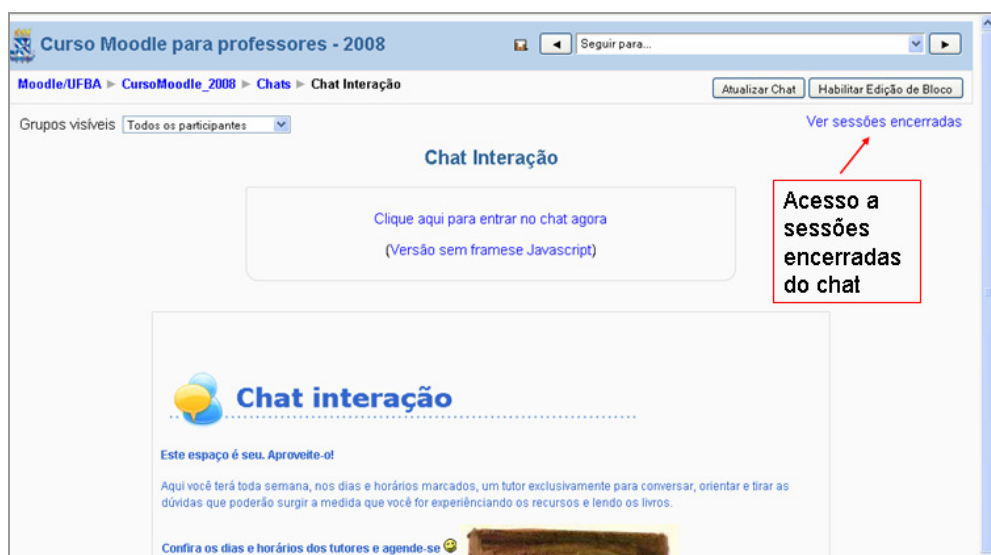 Curso Moodle para professores - 2008
Seguir para...
Moodle/UFBA ► CursoMoodle_2008 ► Chats ► Chat Interação
Atualizar Chat
Habilitar Edição de Bloco
Grupos visíveis Todos os participantes
Ver sessões encerradas
Chat Interação
Clique aqui para entrar no chat agora
(Versão sem framese Javascript)
Acesso a
sessões
encerradas
do chat
Chat interação
Este espaço é seu. Aproveite-o!
Aqui você terá toda semana, nos dias e horários marcados, um tutor exclusivamente para conversar, orientar e tirar as
dúvidas que poderão surgir a medida que você for experiênciando os recursos e lendo os livros.
Confira os dias e horários dos tutores e agende-se